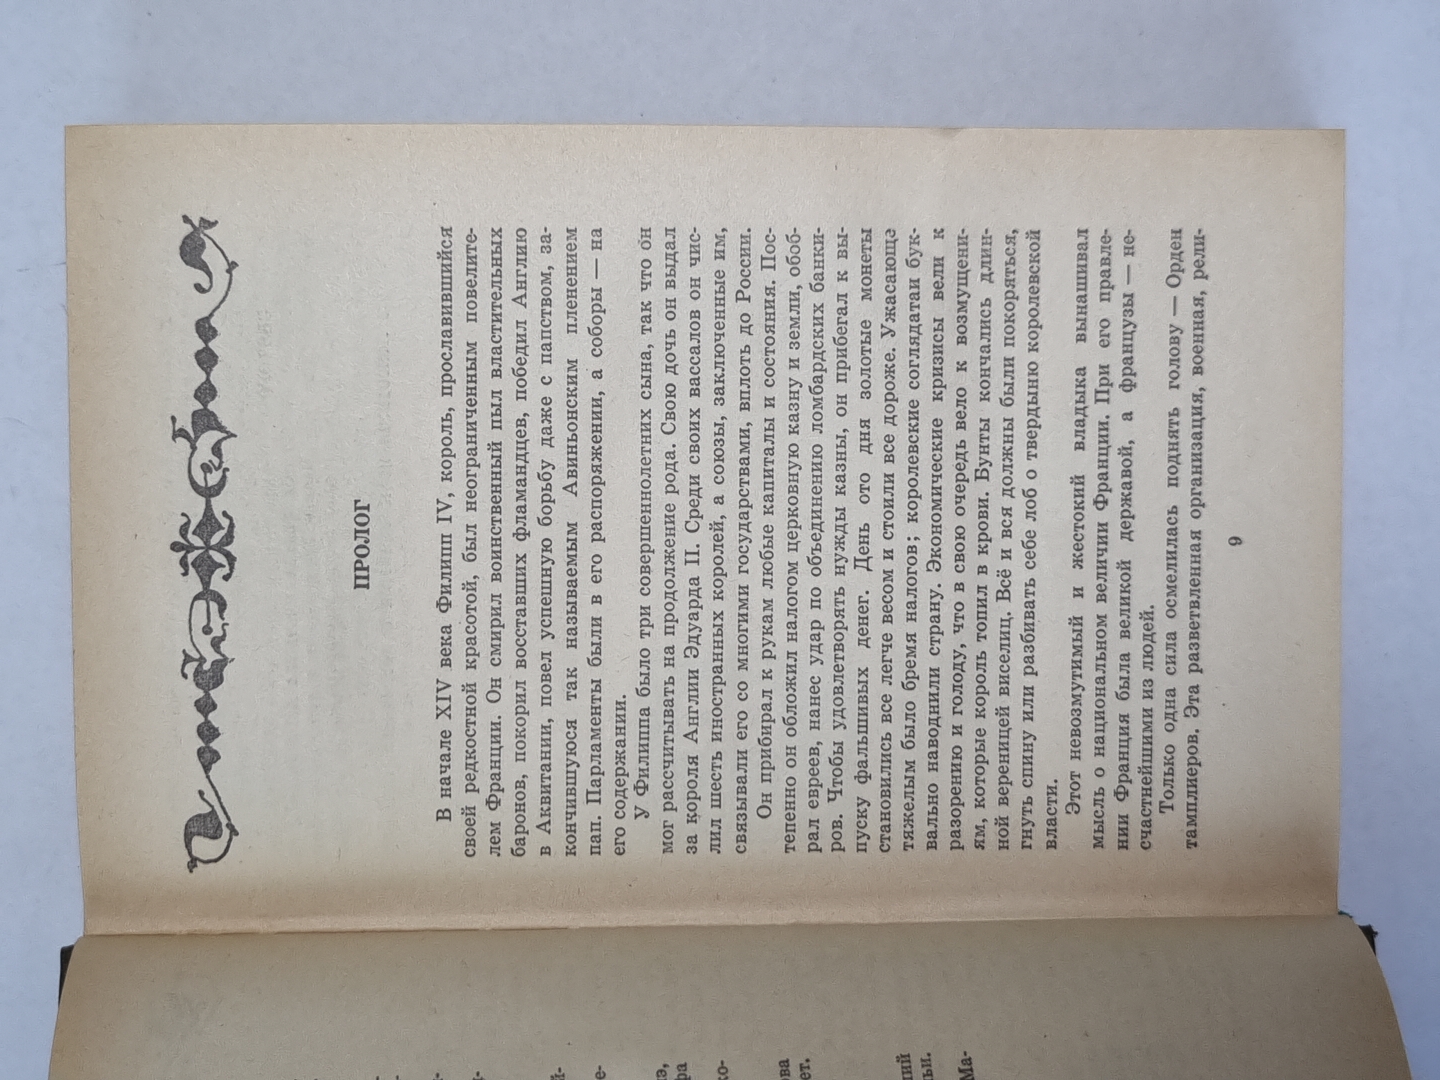 ПРОЛОГ
В начале XIV века Филипп IV, король, прославившийся
своей редкостной красотой, был неограниченным повелите-
лем Франции. Он смирил воинственный пыл властительных
баронов, покорил восставших фламандцев, победил Англию
в Аквитании, повел успешную борьбу даже с папством, за-
кончившуюся так называемым Авиньонским пленением
пап. Парламенты были в его распоряжении, а соборы — на
его содержании.
У Филиппа было три совершеннолетних сына, так что он
мог рассчитывать на продолжение рода. Свою дочь он выдал
за короля Англии Эдуарда II. Среди своих вассалов он чис-
лил шесть иностранных королей, а союзы, заключенные им,
связывали его со многими государствами, вплоть до России.
Он прибирал к рукам любые капиталы и состояния. Пос-
тепенно он обложил налогом церковную казну и земли, обоб-
рал евреев, нанес удар по объединению ломбардских банки-
ров. Чтобы удовлетворять нужды казны, он прибегал к вы-
пуску фальшивых денег. День ото дня золотые монеты
становились все легче весом и стоили все дороже. Ужасающе
тяжелым было бремя налогов; королевские соглядатаи бук-
вально наводнили страну. Экономические кризисы вели к
разорению и голоду, что в свою очередь вело к возмущени-
ям, которые король топил в крови. Бунты кончались длин-
ной вереницей виселиц. Всё и вся должны были покоряться,
гнуть спину или разбивать себе лоб о твердыню королевской
власти.
Этот невозмутимый и жестокий владыка вынашивал
мысль о национальном величии Франции. При его правле-
нии Франция была великой державой, а французы — не-
счастнейшими из людей.
Только одна сила осмелилась поднять голову — Орден
тамплиеров. Эта разветвленная организация, военная, рели-
9